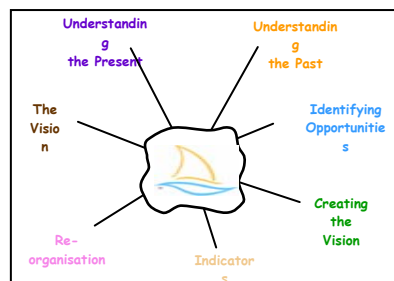 Understandin
g
the Present
Understandin
g
the Past
The
Visio
n
Identifying
Opportunitie
s
Creating
the
Vision
Re-
organisation
Indicator
s